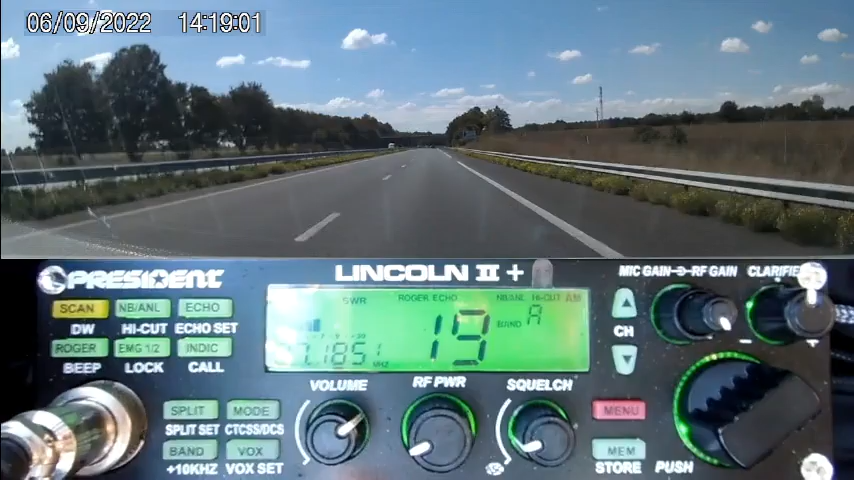 06/09/2022 14:19:01
PRESIDENT LINCOLN II + MIC GAIN RF GAIN CLARIFIER
SCAN NB/ANL ECHO
DW HI-CUT ECHO SET
ROGER EMG 1/2 INDIC
BEEP LOCK CALL
SWR ROGER ECHO NB/ANL HI-CUT AM
19 BAND A
27.185 MHZ
CH
VOLUME RF PWR SQUELCH
SPLIT MODE
SPLIT SET CTCSS/DCS
BAND VOX
+10KHZ VOX SET
MENU
MEM
STORE PUSH